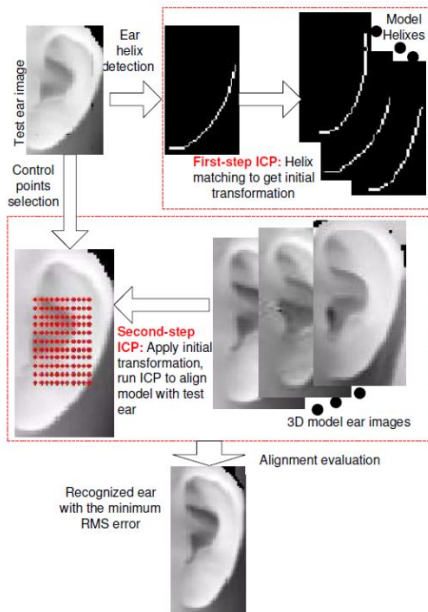 Test ear image
Ear
helix
detection
Model
Helixes
First-step ICP: Helix
matching to get initial
transformation
Control
points
selection
Second-step
ICP: Apply initial
transformation,
run ICP to align
model with test
ear
3D model ear images
Alignment evaluation
Recognized ear
with the minimum
RMS error